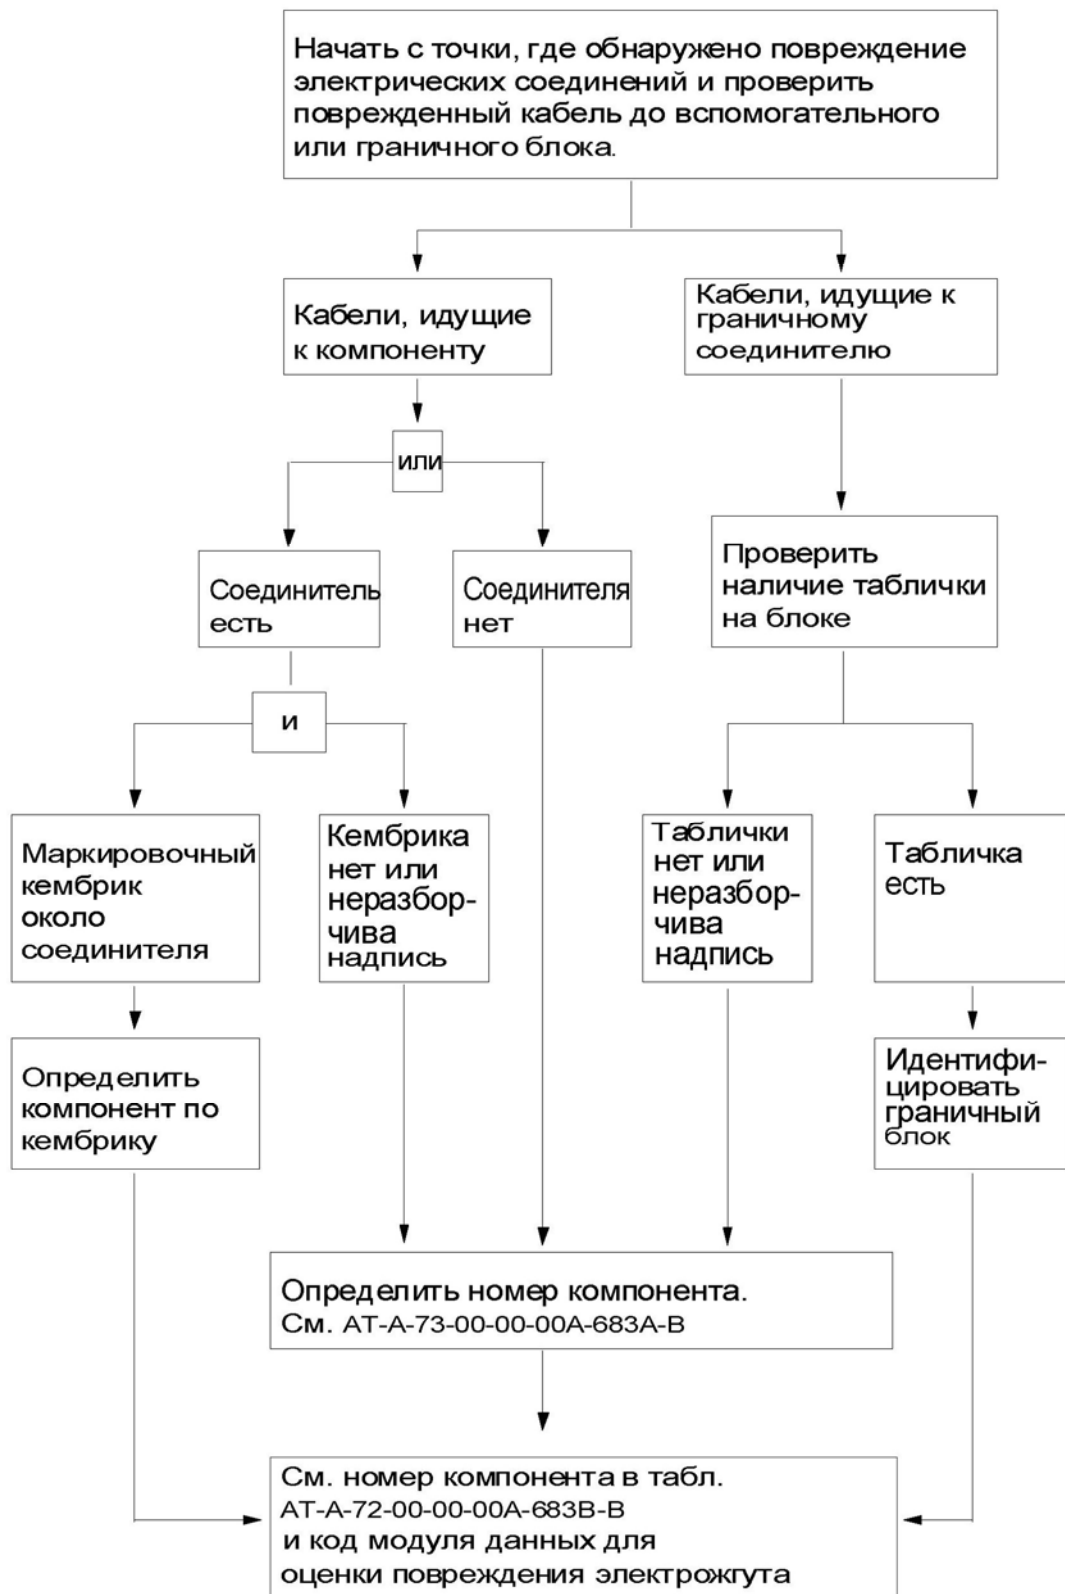 Начать с точки, где обнаружено повреждение
электрических соединений и проверить
поврежденный кабель до вспомогательного
или граничного блока.
Кабели, идущие
к компоненту
Кабели, идущие к
граничному
соединителю
или
Соединитель
есть
Соединителя
нет
Проверить
наличие таблички
на блоке
и
Маркировочный
кембрик
около
соединителя
Кембрика
нет или
неразбор-
чива
надпись
Таблички
нет или
неразбор-
чива
надпись
Табличка
есть
Определить
компонент по
кембрику
Идентифи-
цировать
граничный
блок
Определить номер компонента.
См. AT-A-73-00-00-00A-683A-B
См. номер компонента в табл.
AT-A-72-00-00-00A-683B-B
и код модуля данных для
оценки повреждения электрожгута